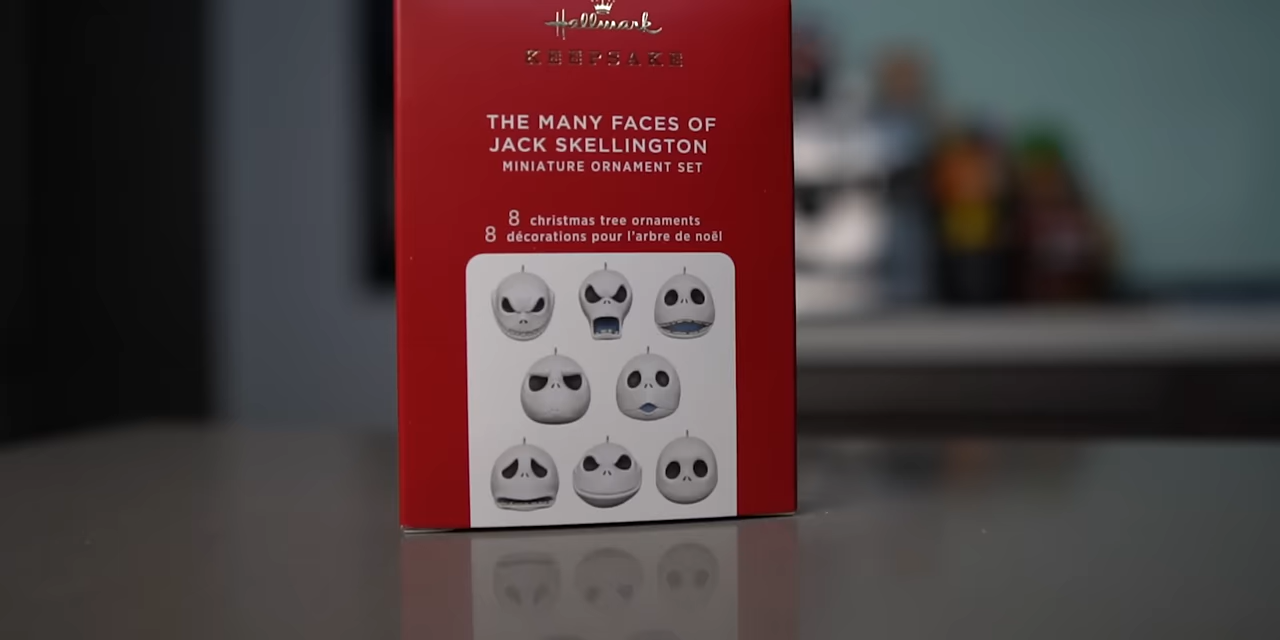 Hallmark
KEEPSAKE
THE MANY FACES OF
JACK SKELLINGTON
MINIATURE ORNAMENT SET
8 christmas tree ornaments
8 décorations pour l'arbre de noël